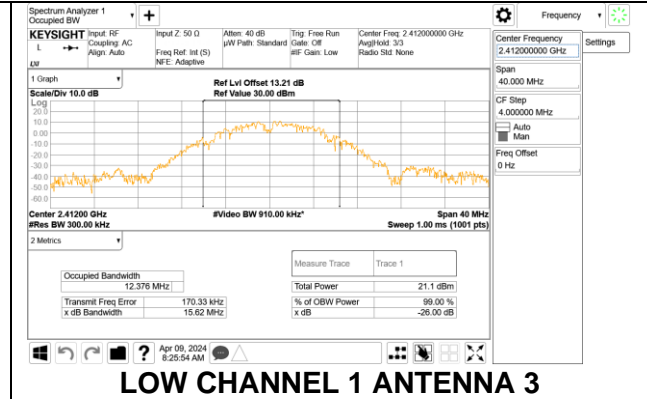 Spectrum Analyzer 1
Occupied BW
Frequency
KEYSIGHT
L
LW
Input: RF
Coupling: AC
Align: Auto
Input Z: 50 Ω
Freq Ref: Int (S)
NFE: Adaptive
Atten: 40 dB
µW Path: Standard
Trig: Free Run
Gate: Off
#IF Gain: Low
Center Freq: 2.412000000 GHz
Avg|Hold: 3/3
Radio Std: None
Center Frequency
2.412000000 GHz
Settings
Span
40.000 MHz
CF Step
4.000000 MHz
Auto
Man
Freq Offset
0 Hz
1 Graph
Scale/Div 10.0 dB
Ref Lvl Offset 13.21 dB
Ref Value 30.00 dBm
Log
20.0
10.0
0.00
-10.0
-20.0
-30.0
-40.0
-50.0
-60.0
Center 2.41200 GHz
#Res BW 300.00 kHz
#Video BW 910.00 kHz*
Span 40 MHz
Sweep 1.00 ms (1001 pts)
2 Metrics
Measure Trace Trace 1
Occupied Bandwidth
12.376 MHz
Total Power 21.1 dBm
Transmit Freq Error 170.33 kHz
% of OBW Power 99.00 %
x dB Bandwidth 15.62 MHz
x dB -26.00 dB
Apr 09, 2024
8:25:54 AM
LOW CHANNEL 1 ANTENNA 3